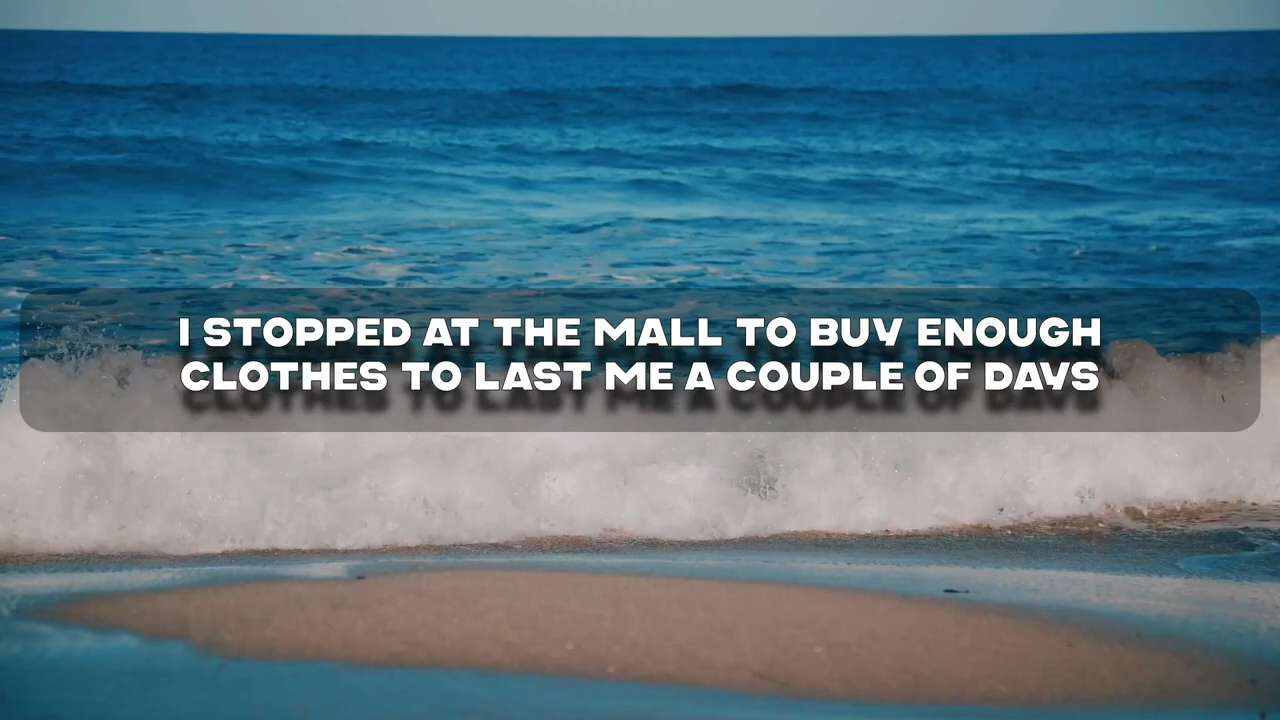 I STOPPED AT THE MALL TO BUY ENOUGH
CLOTHES TO LAST ME A COUPLE OF DAYS